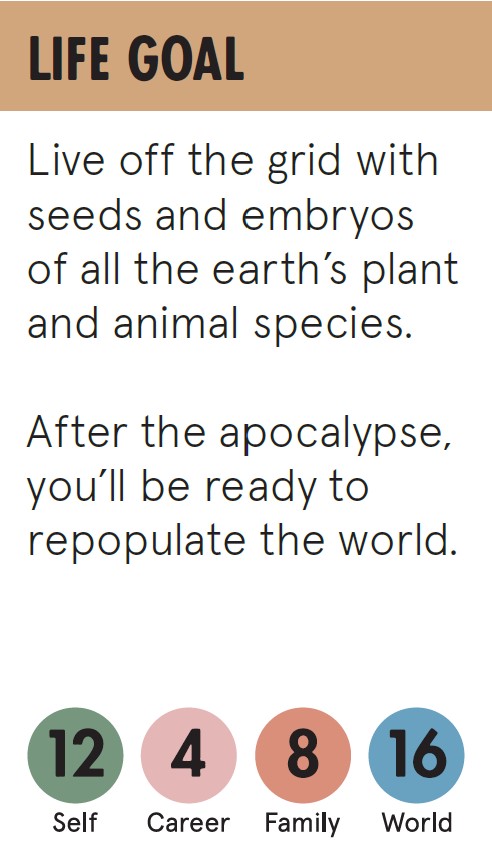 LIFE GOAL
Live off the grid with
seeds and embryos
of all the earth’s plant
and animal species.
After the apocalypse,
you’ll be ready to
repopulate the world.
12 4 8 16
Self Career Family World